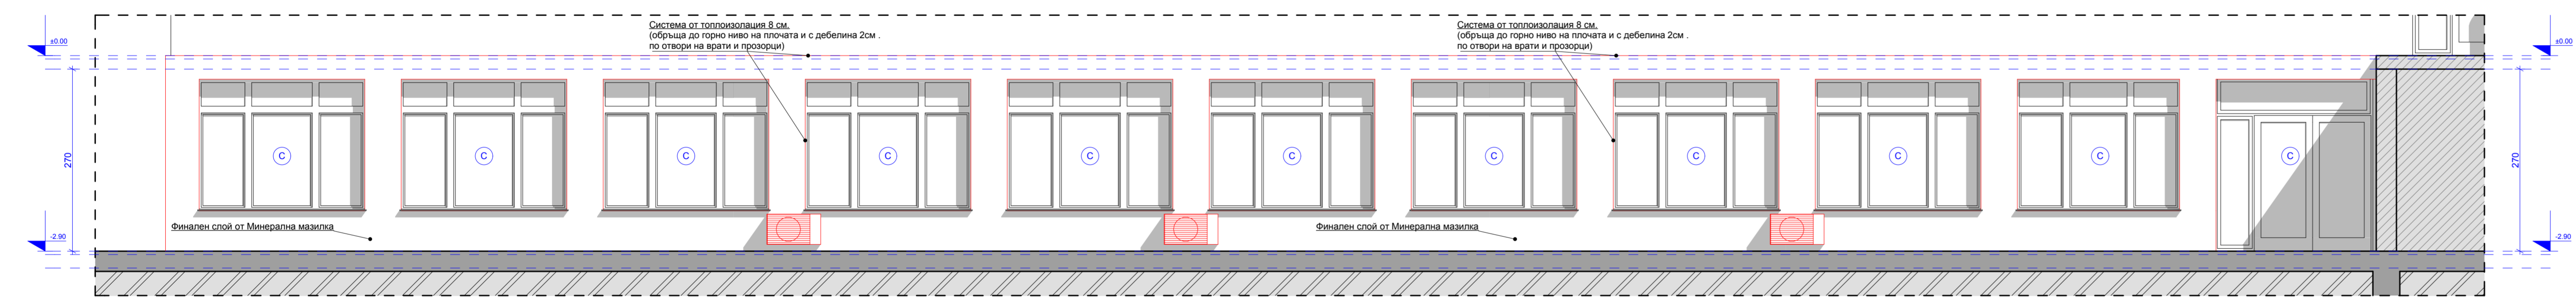 Система от топлоизолация 8 см.
(обръща до горно ниво на плочата и с дебелина 2см .
по отвори на врати и прозорци)
Система от топлоизолация 8 см.
(обръща до горно ниво на плочата и с дебелина 2см .
по отвори на врати и прозорци)
±0.00
±0.00
270
C
C
C
C
C
C
C
C
C
C
C
270
Финален слой от Минерална мазилка
Финален слой от Минерална мазилка
-2.90
-2.90